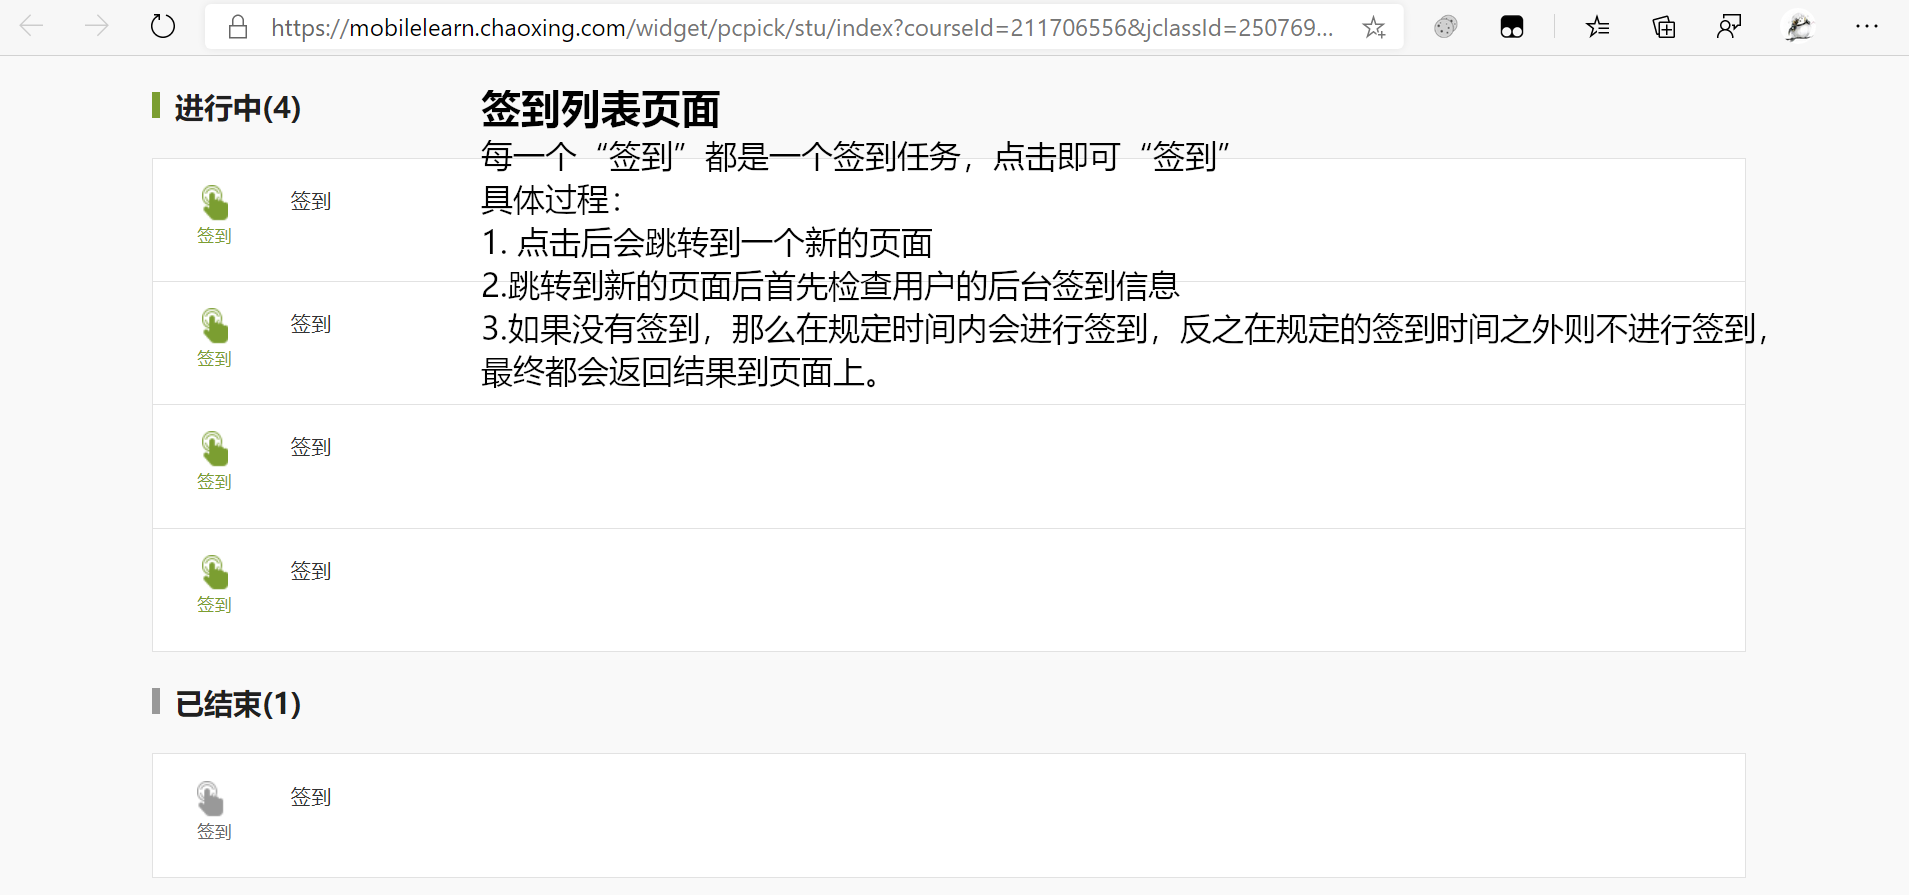 https://mobilelearn.chaoxing.com/widget/pcpick/stu/index?courseId=211706556&jclassId=250769...
进行中(4)
签到列表页面
每一个“签到”都是一个签到任务，点击即可“签到”
具体过程：
1. 点击后会跳转到一个新的页面
2.跳转到新的页面后首先检查用户的后台签到信息
3.如果没有签到，那么在规定时间内会进行签到，反之在规定的签到时间之外则不进行签到，
最终都会返回结果到页面上。
签到
签到
签到
签到
签到
签到
签到
签到
已结束(1)
签到
签到